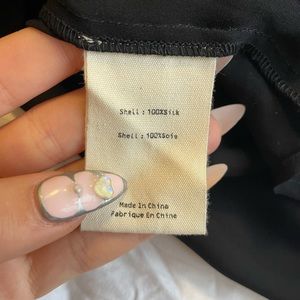 Shell : 100%Silk
Shell : 100%Soie
Made In China
Fabrique En Chine